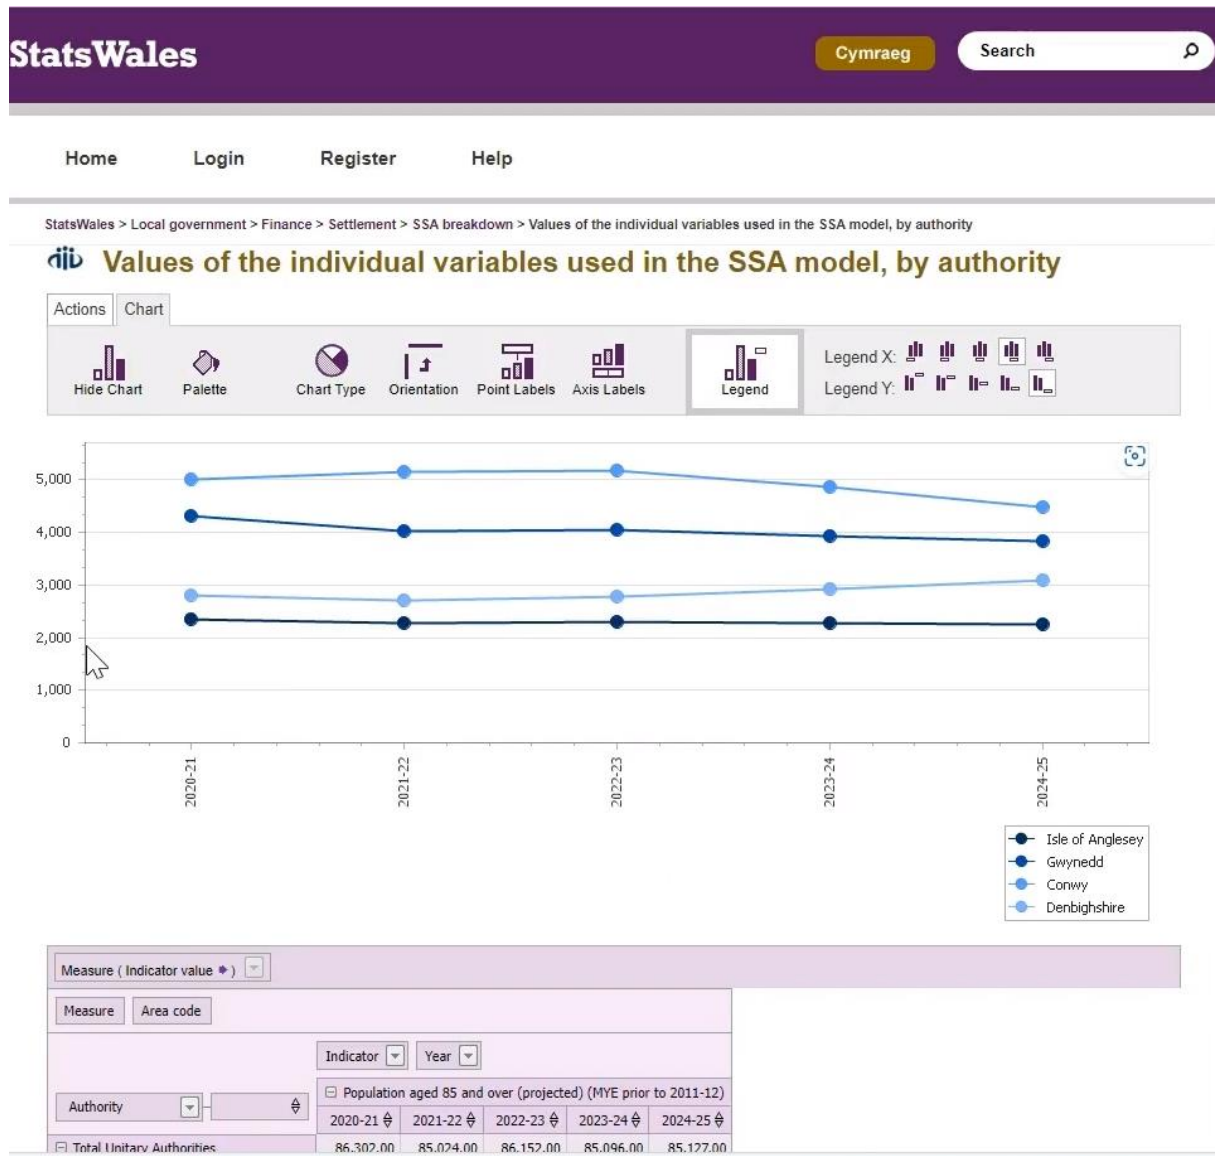 StatsWales
Cymraeg
Search
Home Login Register Help
StatsWales > Local government > Finance > Settlement > SSA breakdown > Values of the individual variables used in the SSA model, by authority
Values of the individual variables used in the SSA model, by authority
Actions Chart
Hide Chart Palette Chart Type Orientation Point Labels Axis Labels Legend
Legend X:
Legend Y:
5,000
4,000
3,000
2,000
1,000
0
2020-21 2021-22 2022-23 2023-24 2024-25
Isle of Anglesey
Gwynedd
Conwy
Denbighshire
Measure ( Indicator value )
Measure Area code
Indicator Year
Population aged 85 and over (projected) (MYE prior to 2011-12)
Authority
2020-21 2021-22 2022-23 2023-24 2024-25
Total Unitary Authorities 86,302.00 85,024.00 86,152.00 85,096.00 85,127.00